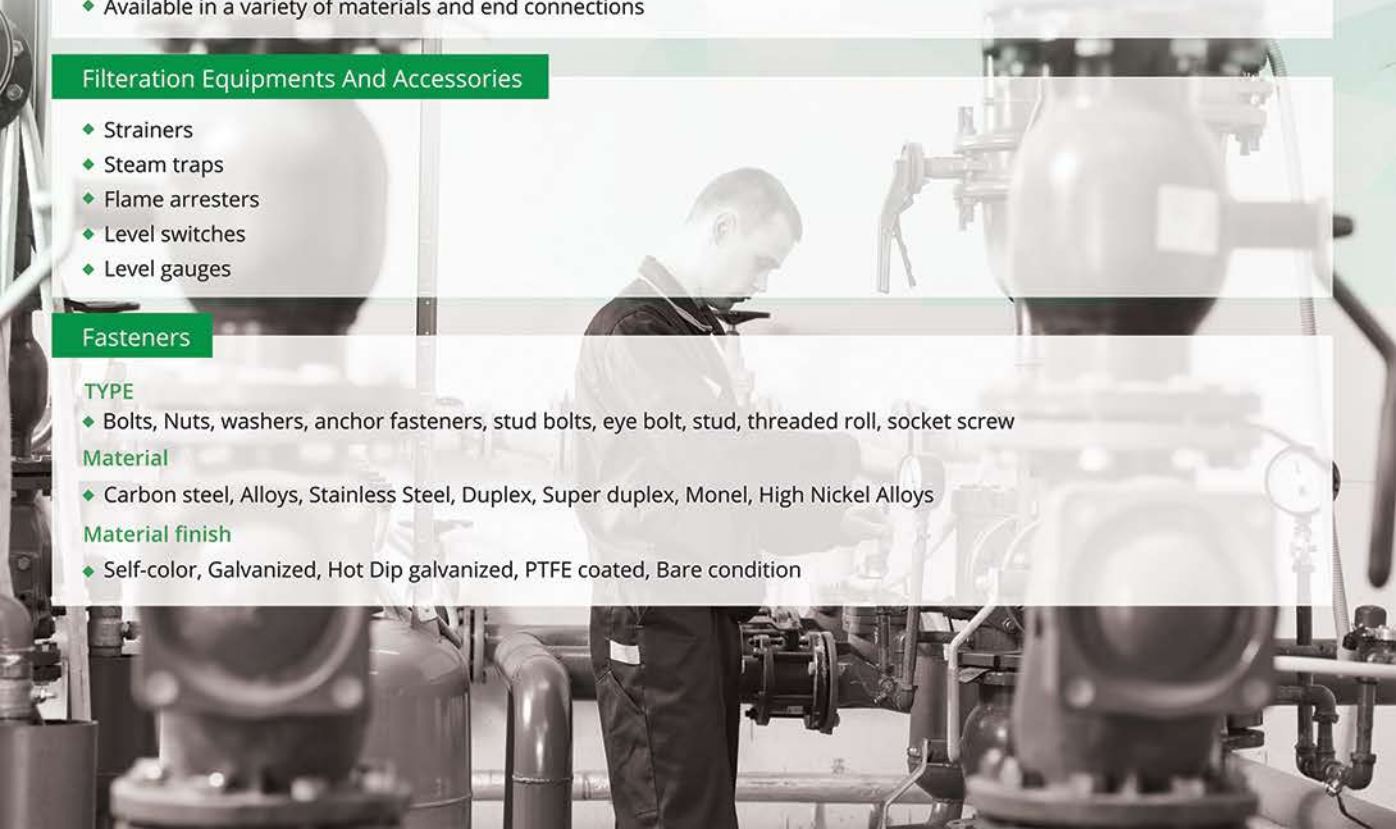 Available in a variety of materials and end connections
Filteration Equipments And Accessories
Strainers
Steam traps
Flame arresters
Level switches
Level gauges
Fasteners
TYPE
Bolts, Nuts, washers, anchor fasteners, stud bolts, eye bolt, stud, threaded roll, socket screw
Material
Carbon steel, Alloys, Stainless Steel, Duplex, Super duplex, Monel, High Nickel Alloys
Material finish
Self-color, Galvanized, Hot Dip galvanized, PTFE coated, Bare condition